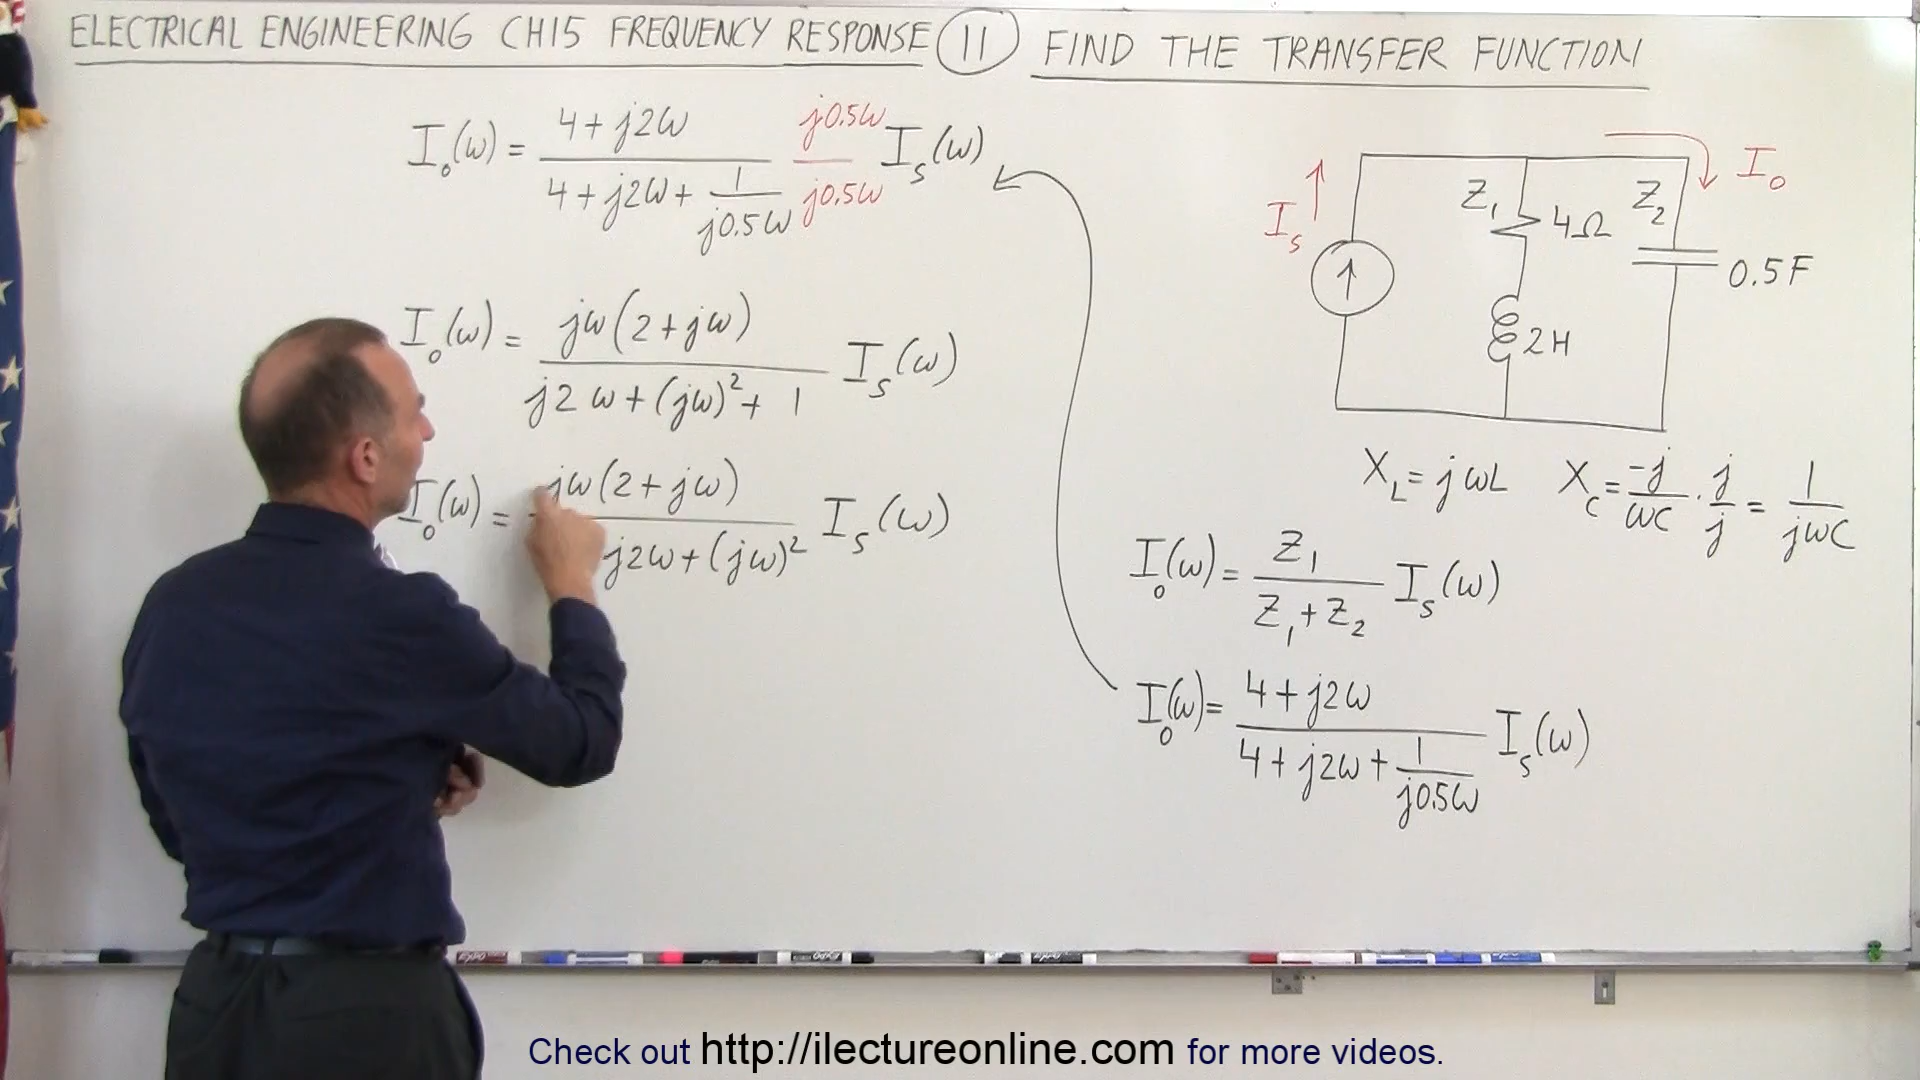 ELECTRICAL ENGINEERING CH15 FREQUENCY RESPONSE 11 FIND THE TRANSFER FUNCTION
I₀(ω) = (4 + j2ω) / (4 + j2ω + 1/(j0.5ω)) j0.5ω/j0.5ω Iₛ(ω)
I₀(ω) = jω(2 + jω) / (j2ω + (jω)² + 1) Iₛ(ω)
I₀(ω) = jω(2 + jω) / j2ω + (jω)² Iₛ(ω)
Iₛ
I₀
Z₁ 4Ω
Z₂
0.5F
2H
X_L = jωL
X_C = -j/ωC · j/j = 1/jωC
I₀(ω) = Z₁ / (Z₁ + Z₂) Iₛ(ω)
I₀(ω) = (4 + j2ω) / (4 + j2ω + 1/(j0.5ω)) Iₛ(ω)
Check out http://ilectureonline.com for more videos.